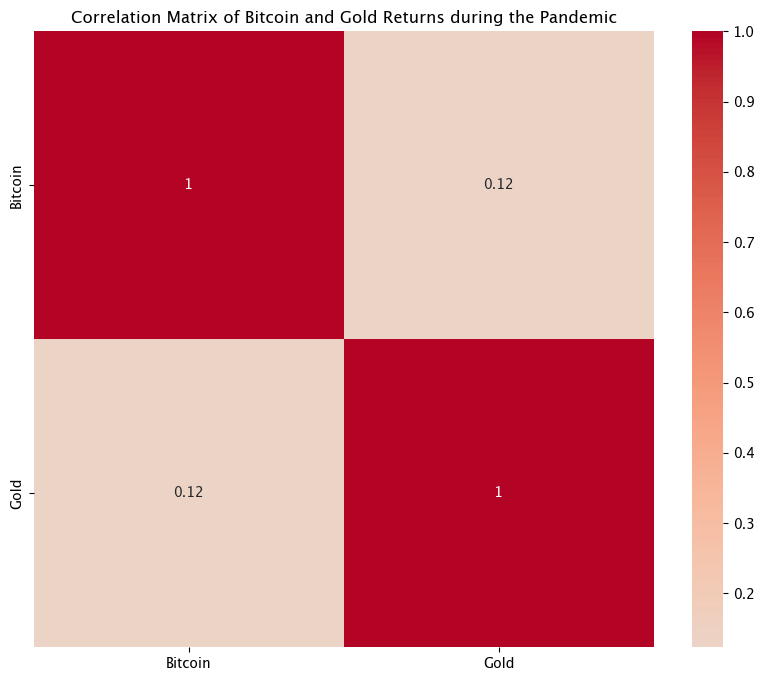 Correlation Matrix of Bitcoin and Gold Returns during the Pandemic
Bitcoin
1
0.12
Gold
0.12
1
Bitcoin
Gold
1.0
0.9
0.8
0.7
0.6
0.5
0.4
0.3
0.2